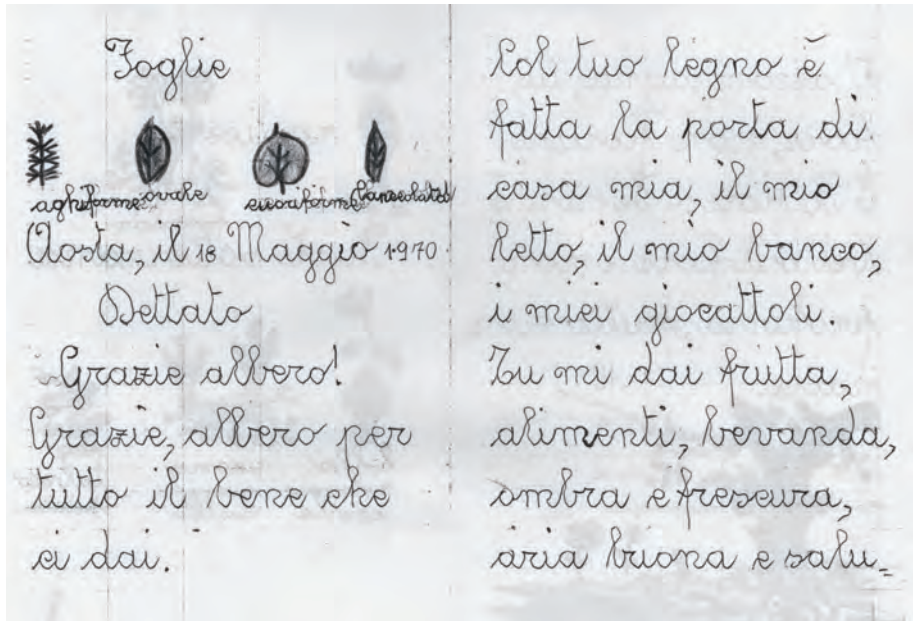 Foglie
aghiforme ovale cuoriforme lanceolata
Aosta, il 18 Maggio 1970.
Dettato
Grazie albero!
Grazie, albero per
tutto il bene che
ci dai.
Col tuo legno è
fatta la porta di
casa mia, il mio
letto, il mio banco,
i miei giocattoli.
Tu mi dai frutta,
alimenti, bevanda,
ombra e frescura,
aria buona e salu=